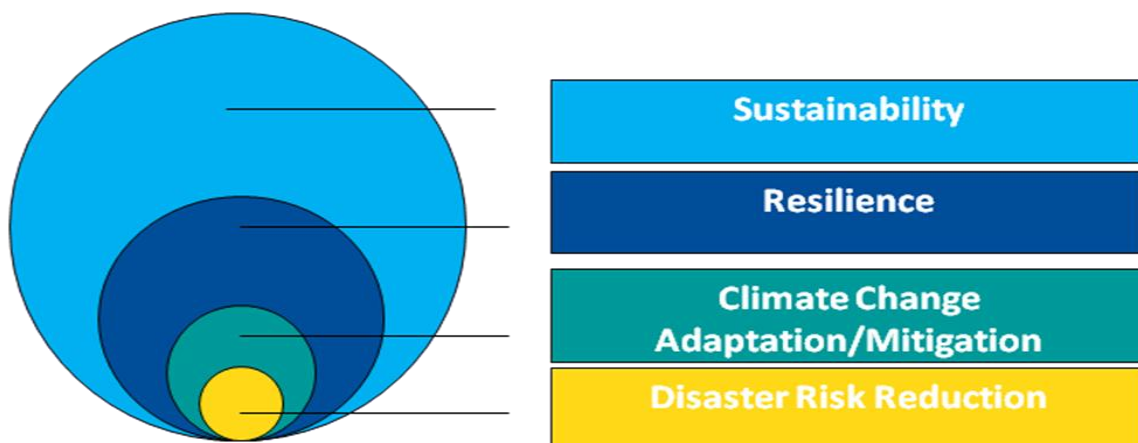 Sustainability
Resilience
Climate Change
Adaptation/Mitigation
Disaster Risk Reduction